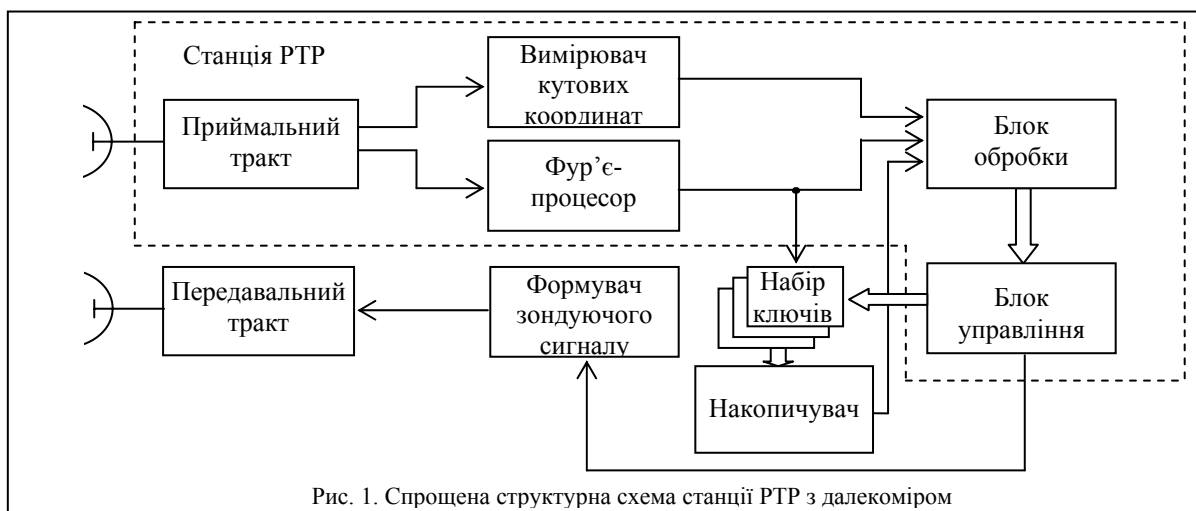 Станція РТР
Вимірювач
кутових
координат
Приймальний
тракт
Фур’є-
процесор
Блок
обробки
Передавальний
тракт
Формувач
зондуючого
сигналу
Набір
ключів
Блок
управління
Накопичувач
Рис. 1. Спрощена структурна схема станції РТР з далекоміром